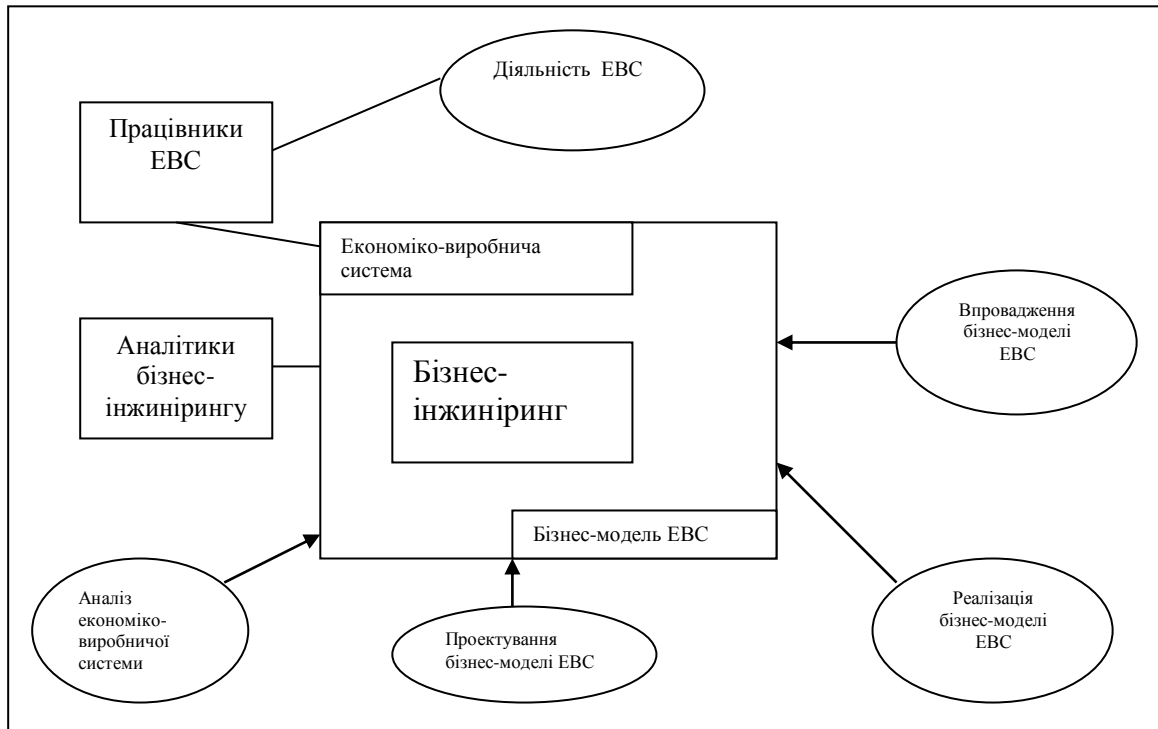 Діяльність ЕВС
Працівники
ЕВС
Економіко-виробнича
система
Впровадження
бізнес-моделі
ЕВС
Аналітики
бізнес-
інжинірингу
Бізнес-
інжиніринг
Бізнес-модель ЕВС
Аналіз
економіко-
виробничої
системи
Проектування
бізнес-моделі ЕВС
Реалізація
бізнес-моделі
ЕВС